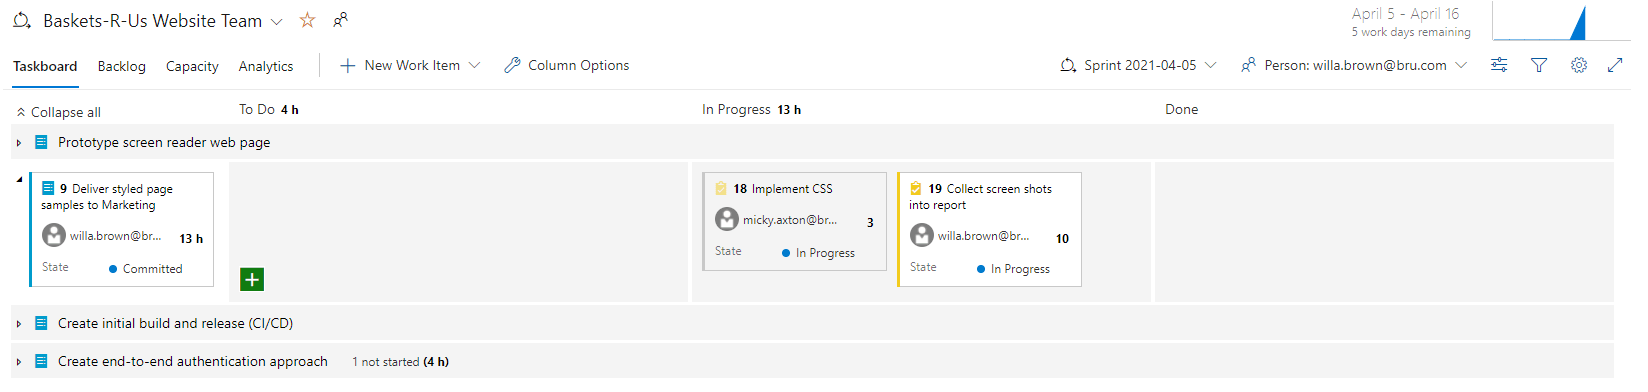 Baskets-R-Us Website Team
April 5 - April 16
5 work days remaining
Taskboard Backlog Capacity Analytics New Work Item Column Options Sprint 2021-04-05 Person: willa.brown@bru.com
Collapse all To Do 4 h In Progress 13 h Done
Prototype screen reader web page
9 Deliver styled page
samples to Marketing
willa.brown@br... 13 h
State Committed
18 Implement CSS
micky.axton@br... 3
State In Progress
19 Collect screen shots
into report
willa.brown@br... 10
State In Progress
Create initial build and release (CI/CD)
Create end-to-end authentication approach 1 not started (4 h)